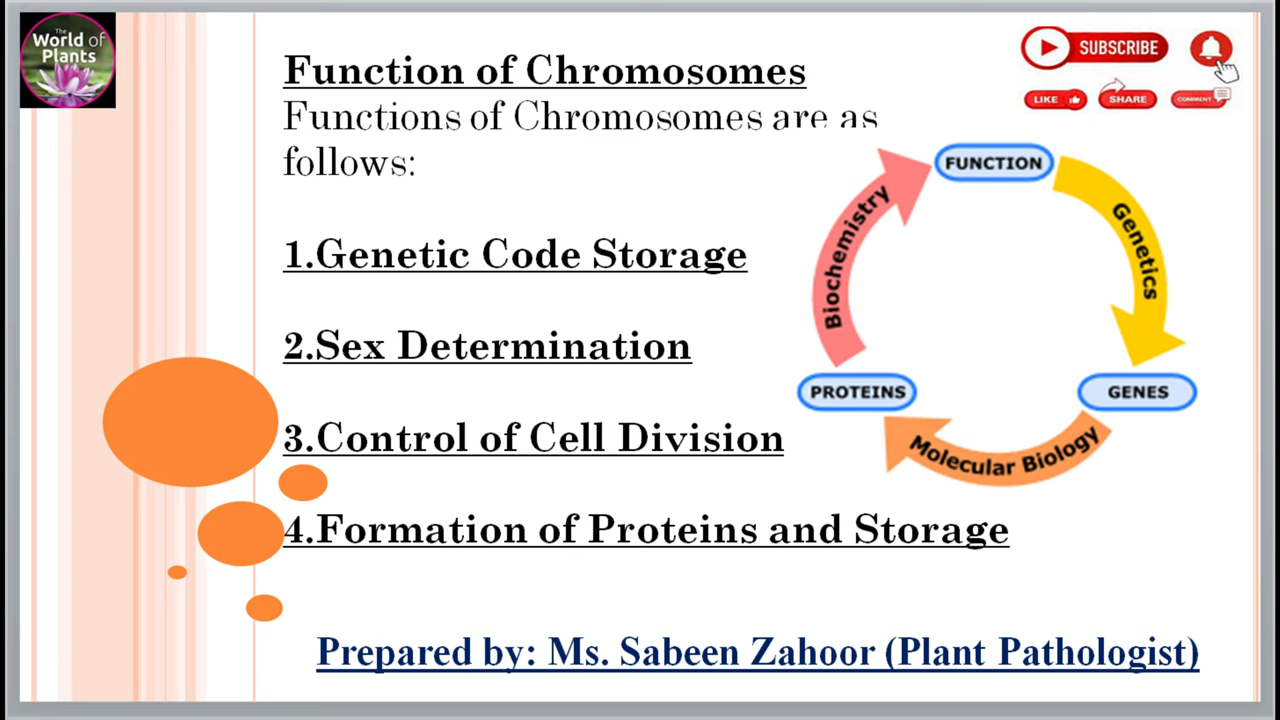 The
World of
Plants
SUBSCRIBE
LIKE
SHARE
COMMENT
Function of Chromosomes
Functions of Chromosomes are as
follows:
1.Genetic Code Storage
2.Sex Determination
3.Control of Cell Division
4.Formation of Proteins and Storage
FUNCTION
Genetics
GENES
Molecular Biology
PROTEINS
Biochemistry
Prepared by: Ms. Sabeen Zahoor (Plant Pathologist)